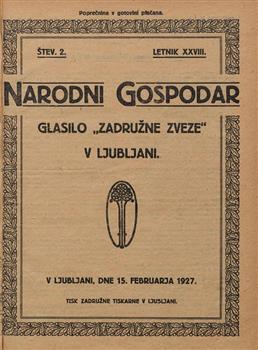 Poprečnina v gotovini plačana.
ŠTEV. 2. LETNIK XXVIII.
NARODNI GOSPODAR
GLASILO „ZADRUŽNE ZVEZE“
V LJUBLJANI.
V LJUBLJANI, DNE 15. FEBRUARJA 1927.
TISK ZADRUŽNE TISKARNE V LJUBLJANI.